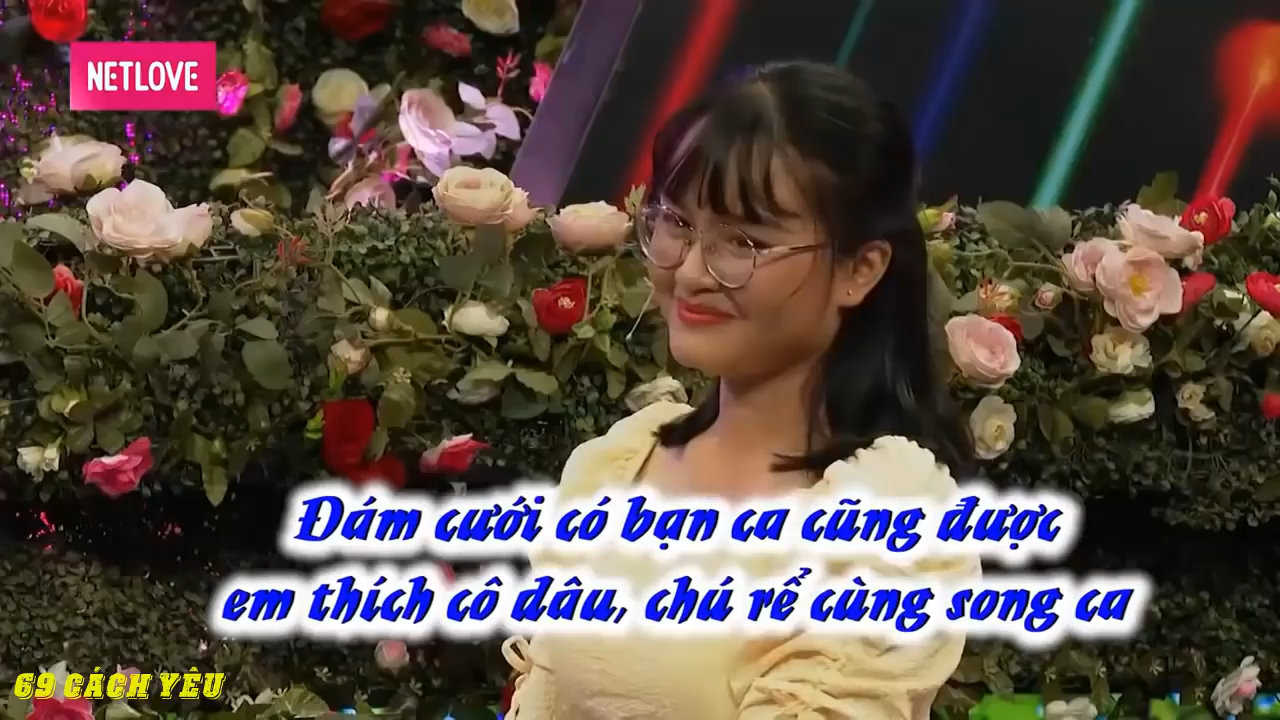 NETLOVE
Đám cưới có bạn ca cũng được
em thích cô dâu, chú rể cùng song ca
69 CÁCH YÊU